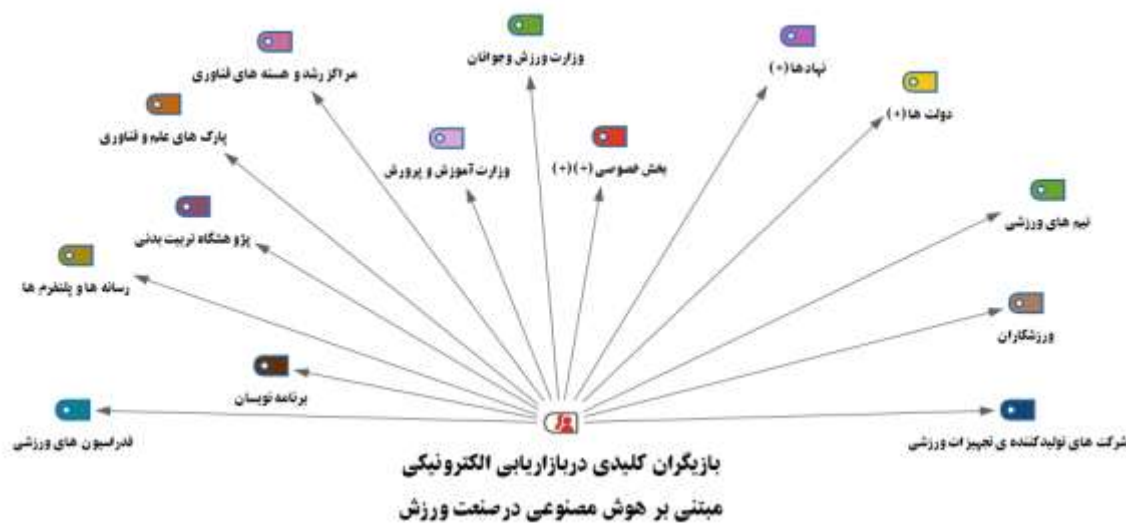 وزارت ورزش وجوانان
نهادها (+)
مراکز رشد و هسته های فناوری
دولت ها (+)
پارک های علم و فناوری
وزارت آموزش و پرورش
بخش خصوصی (+) (+)
تیم های ورزشی
پژوهشگاه تربیت بدنی
رسانه ها و پلتفرم ها
ورزشکاران
برنامه نویسان
فدراسیون های ورزشی
شرکت های تولیدکننده ی تجهیزات ورزشی
بازیگران کلیدی دربازاریابی الکترونیکی
مبتنی بر هوش مصنوعی درصنعت ورزش